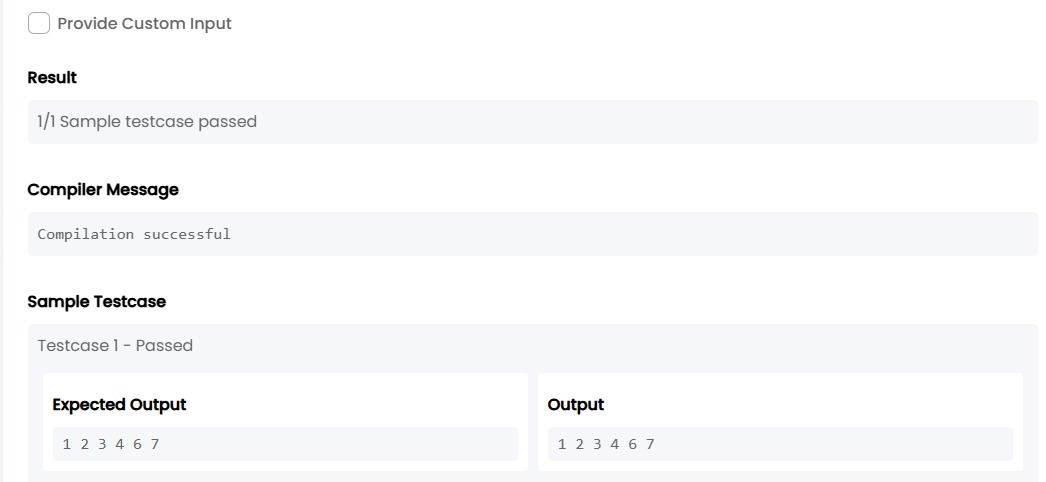 Provide Custom Input
Result
1/1 Sample testcase passed
Compiler Message
Compilation successful
Sample Testcase
Testcase 1 - Passed
Expected Output
1 2 3 4 6 7
Output
1 2 3 4 6 7